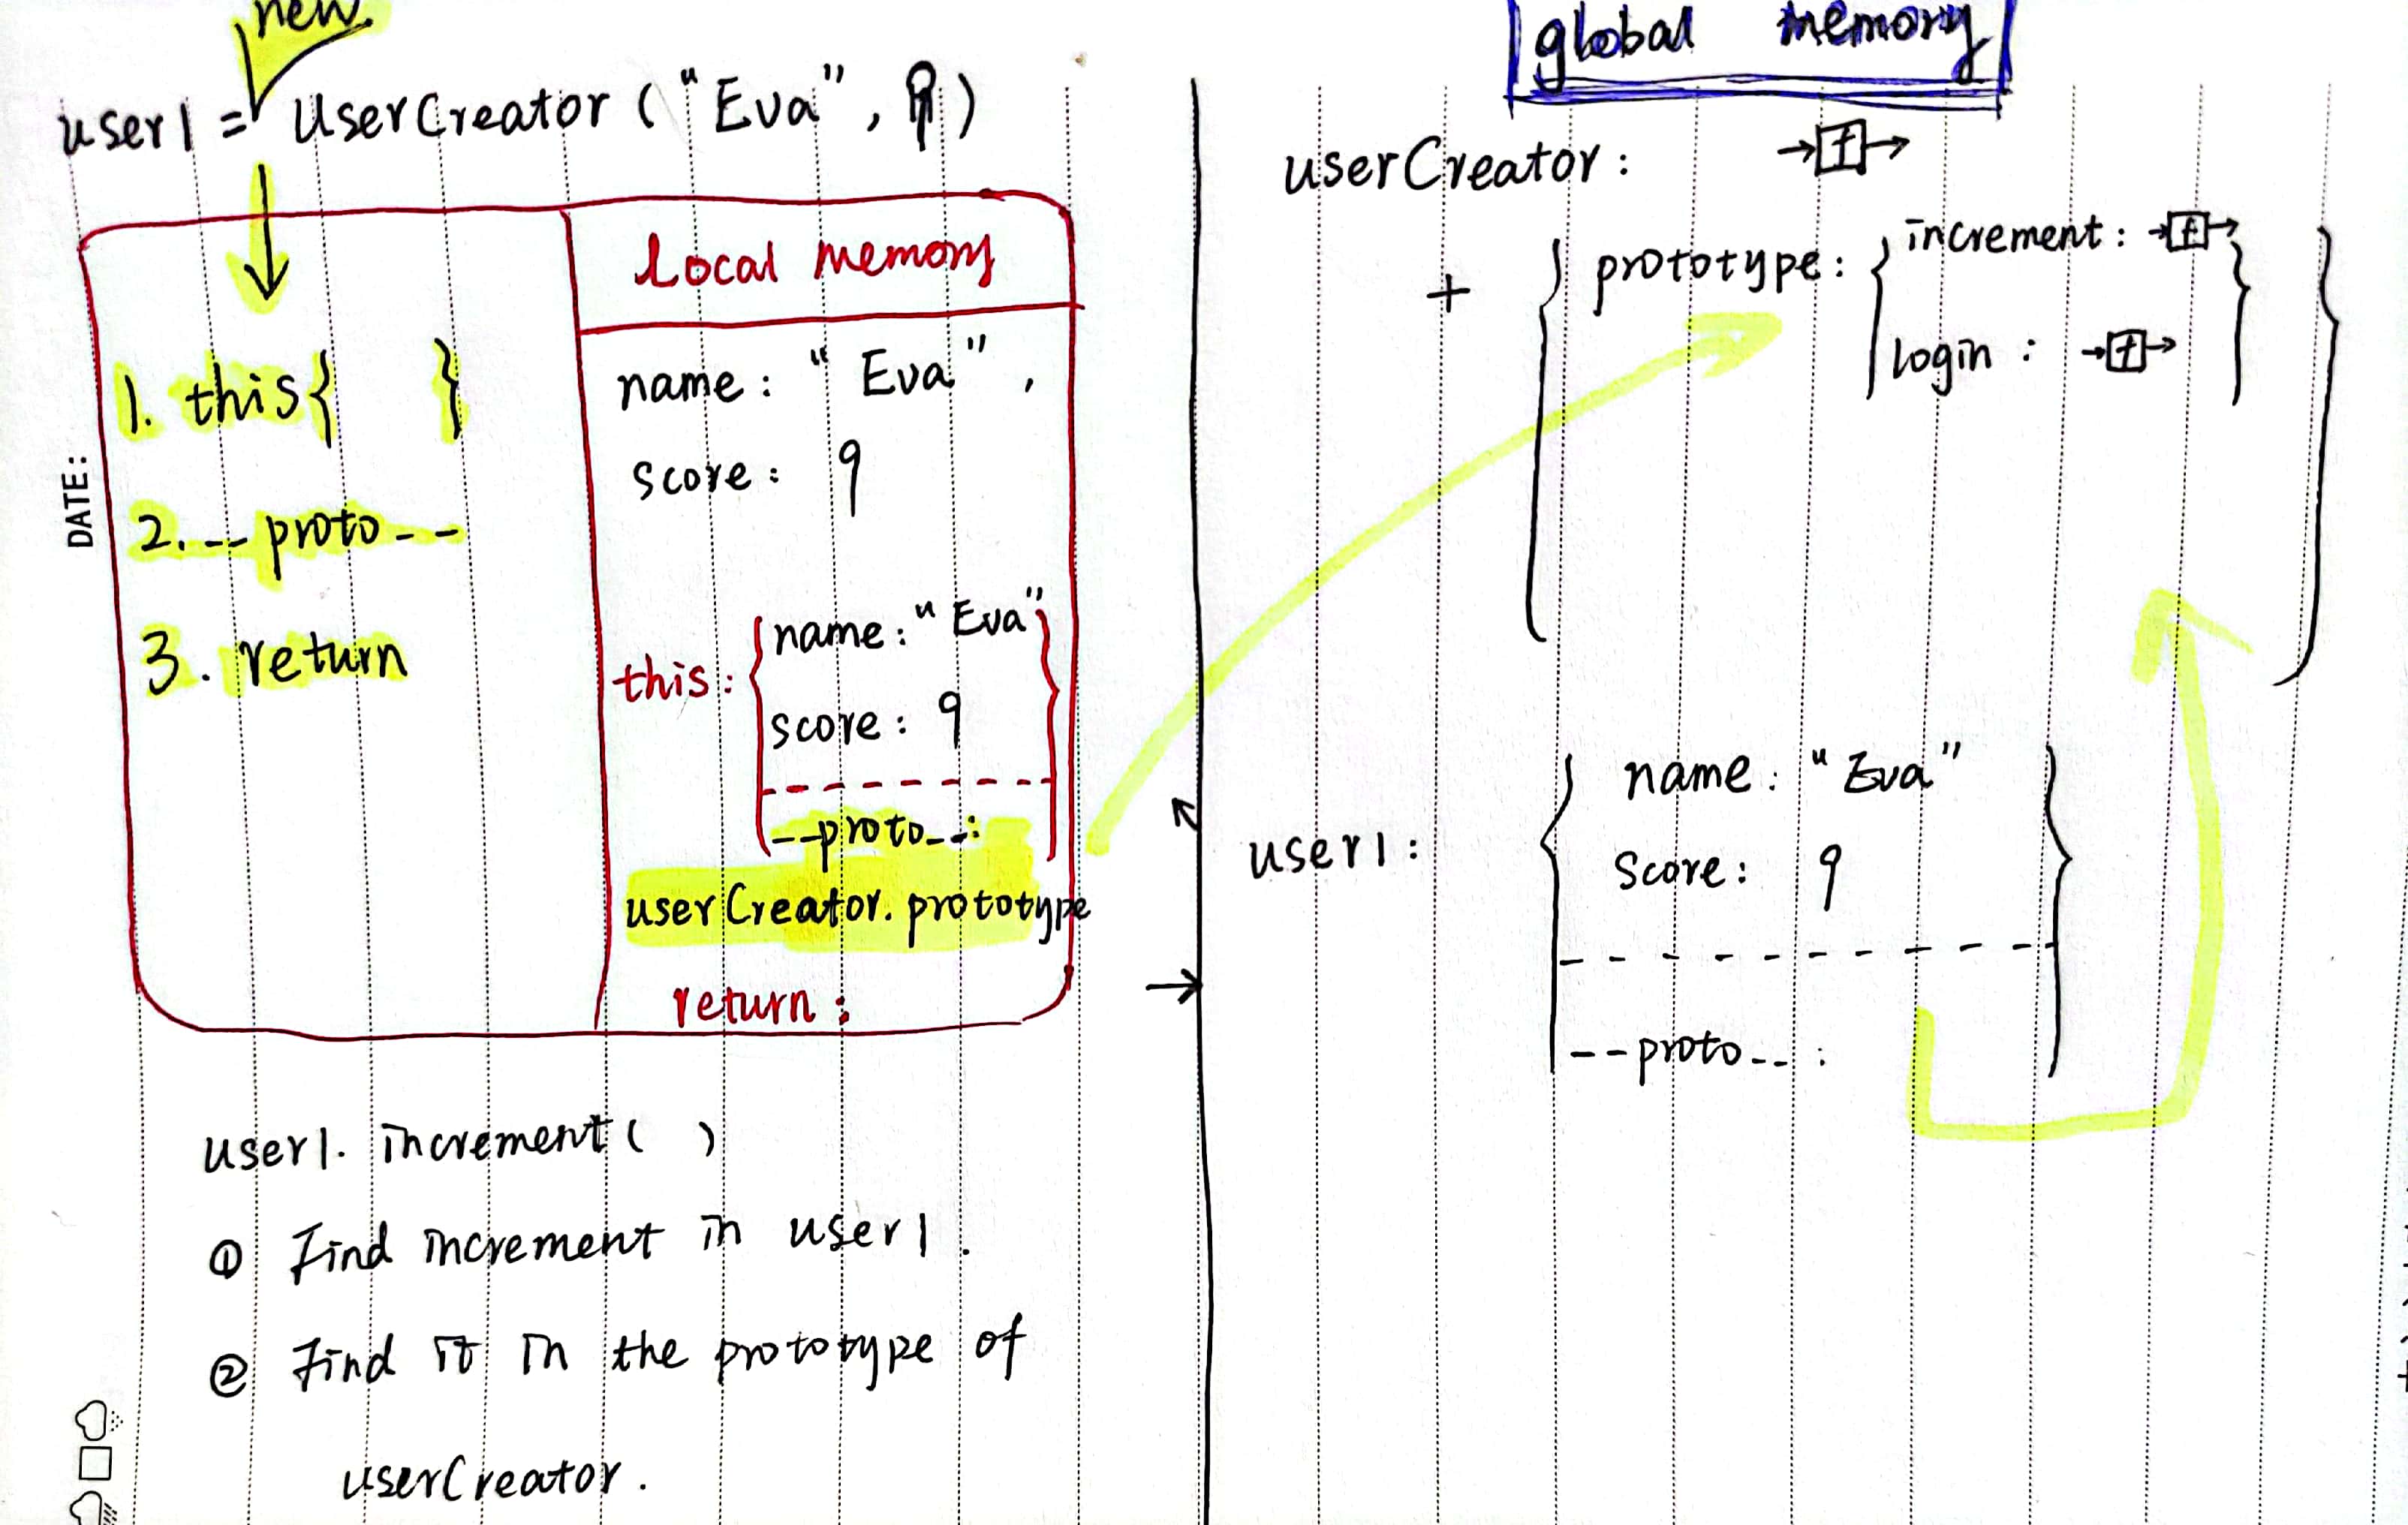 new
user1 = UserCreator ("Eva", 9)
1. this{ }
2. __proto__
3. return
DATE:
Local memory
name: "Eva",
score: 9
this: {name: "Eva"
score: 9
__proto__:
userCreator.prototype
return:
user1. increment( )
① Find increment in user1.
② Find it in the prototype of
userCreator.
global memory
userCreator: →[f]→
+ { prototype: { increment: →[f]→
login : →[f]→ } }
user1: { name: "Eva"
Score: 9
__proto__: }